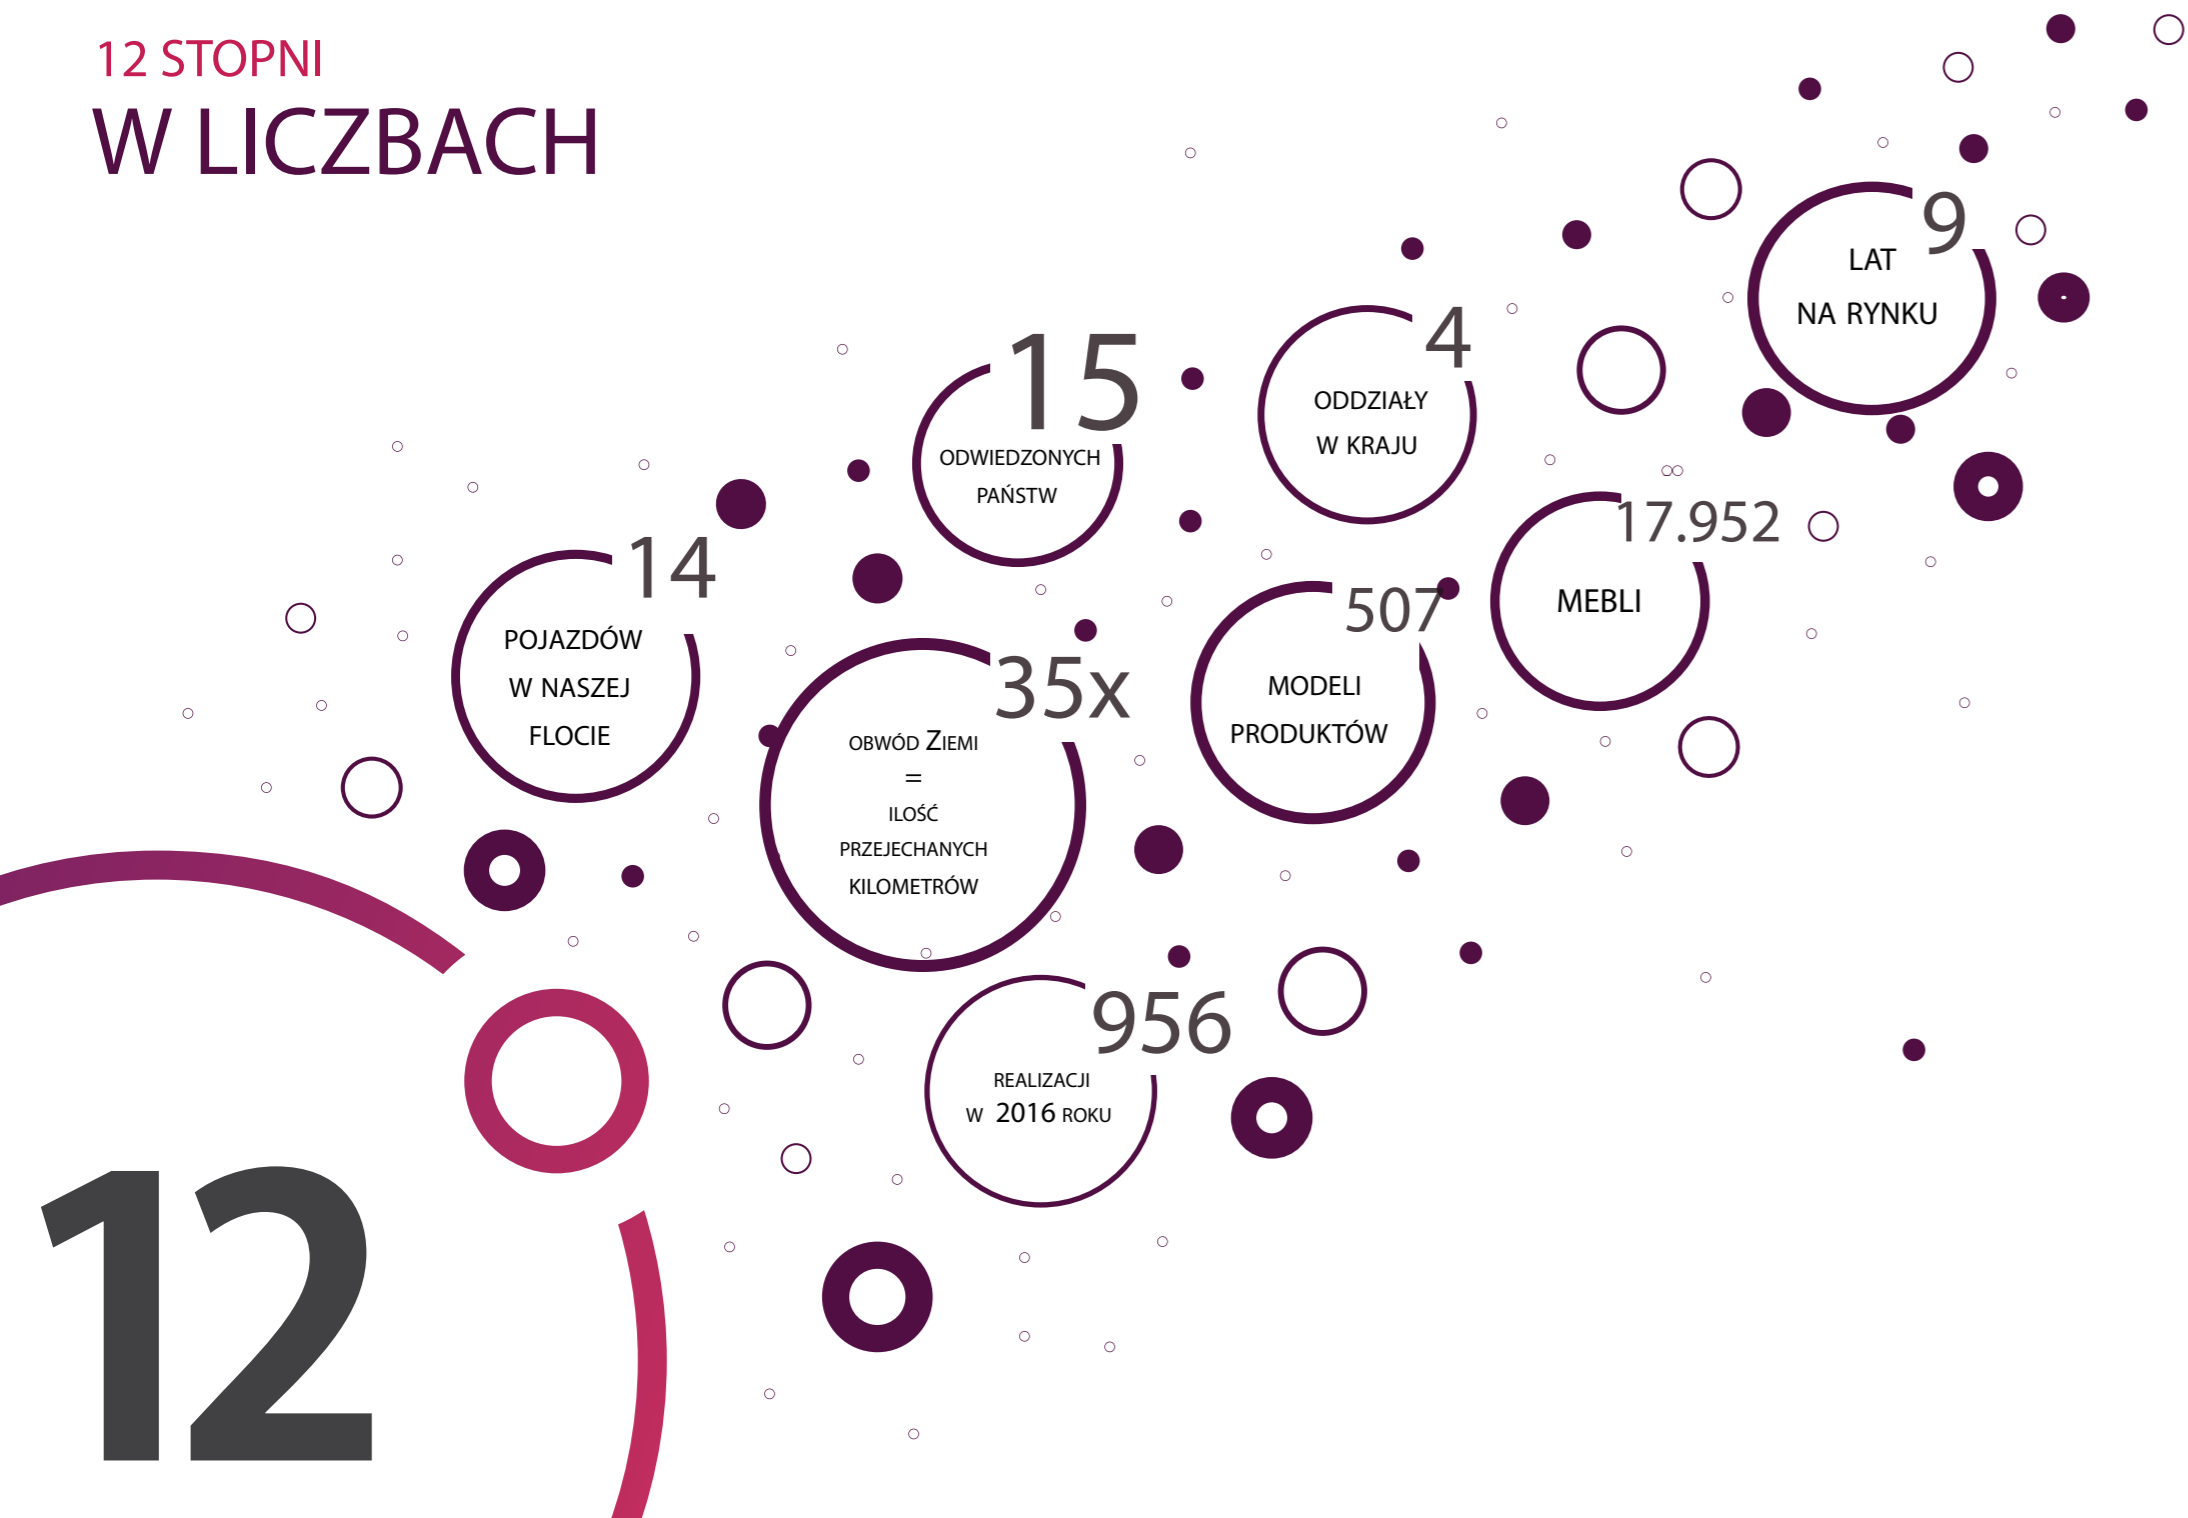 12 STOPNI
W LICZBACH
9
LAT
NA RYNKU
4
ODDZIAŁY
W KRAJU
15
ODWIEDZONYCH
PAŃSTW
17.952
MEBLI
14
POJAZDÓW
W NASZEJ
FLOCIE
507
MODELI
PRODUKTÓW
35x
OBWÓD ZIEMI
=
ILOŚĆ
PRZEJECHANYCH
KILOMETRÓW
956
REALIZACJI
W 2016 ROKU
12